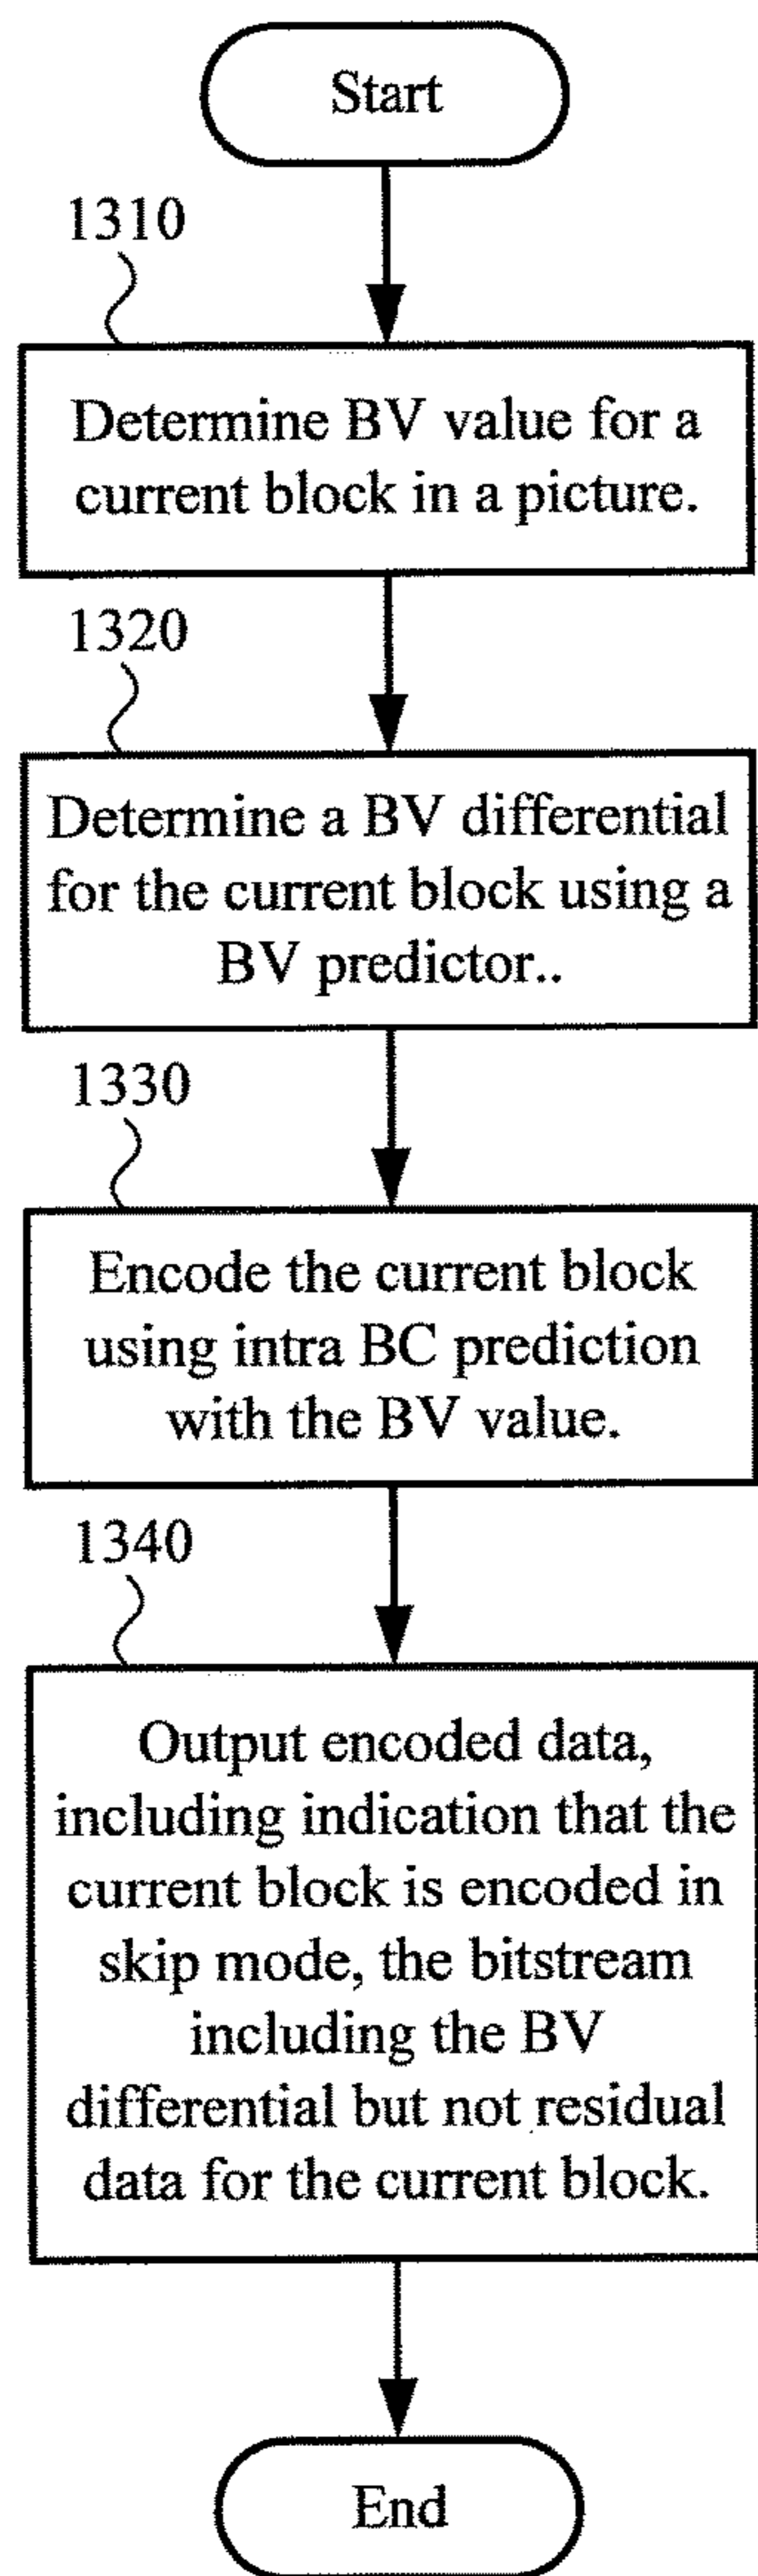 Start
1310
Determine BV value for a
current block in a picture.
1320
Determine a BV differential
for the current block using a
BV predictor..
1330
Encode the current block
using intra BC prediction
with the BV value.
1340
Output encoded data,
including indication that the
current block is encoded in
skip mode, the bitstream
including the BV
differential but not residual
data for the current block.
End